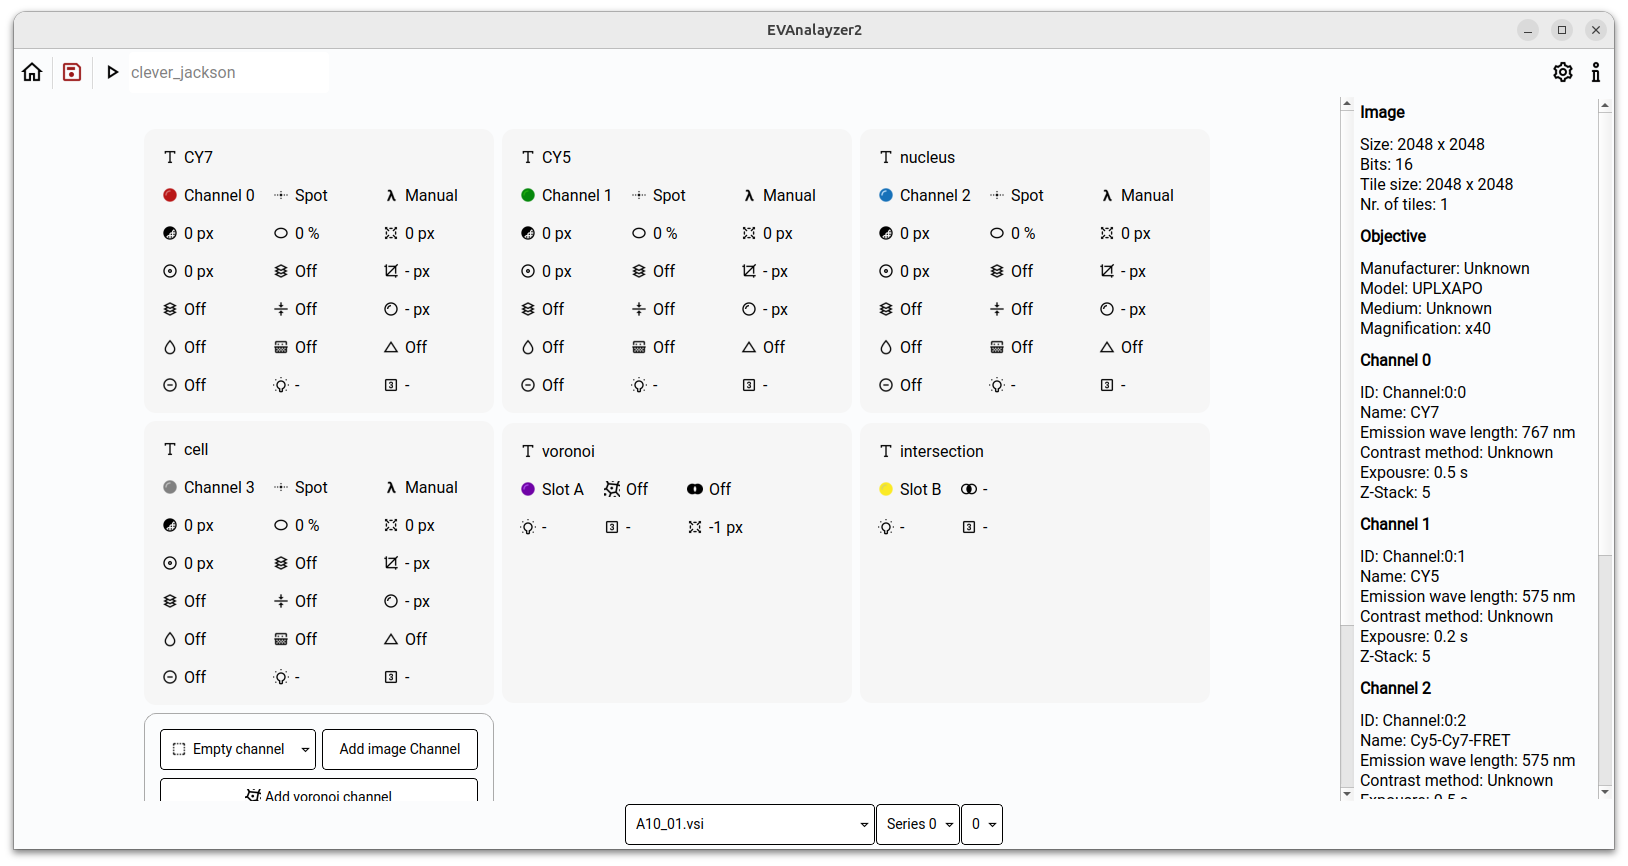 EVAnalayzer2
clever_jackson
CY7
Channel 0 Spot λ Manual
0 px 0 % 0 px
0 px Off - px
Off Off - px
Off Off Off
Off - 3 -
CY5
Channel 1 Spot λ Manual
0 px 0 % 0 px
0 px Off - px
Off Off - px
Off Off Off
Off - 3 -
nucleus
Channel 2 Spot λ Manual
0 px 0 % 0 px
0 px Off - px
Off Off - px
Off Off Off
Off - 3 -
cell
Channel 3 Spot λ Manual
0 px 0 % 0 px
0 px Off - px
Off Off - px
Off Off Off
Off - 3 -
voronoi
Slot A Off Off
- 3 - -1 px
intersection
Slot B -
- 3 -
Empty channel Add image Channel
Add voronoi channel
A10_01.vsi Series 0 0
Image
Size: 2048 x 2048
Bits: 16
Tile size: 2048 x 2048
Nr. of tiles: 1
Objective
Manufacturer: Unknown
Model: UPLXAPO
Medium: Unknown
Magnification: x40
Channel 0
ID: Channel:0:0
Name: CY7
Emission wave length: 767 nm
Contrast method: Unknown
Expousre: 0.5 s
Z-Stack: 5
Channel 1
ID: Channel:0:1
Name: CY5
Emission wave length: 575 nm
Contrast method: Unknown
Expousre: 0.2 s
Z-Stack: 5
Channel 2
ID: Channel:0:2
Name: Cy5-Cy7-FRET
Emission wave length: 575 nm
Contrast method: Unknown
Expousre: 0.5 s